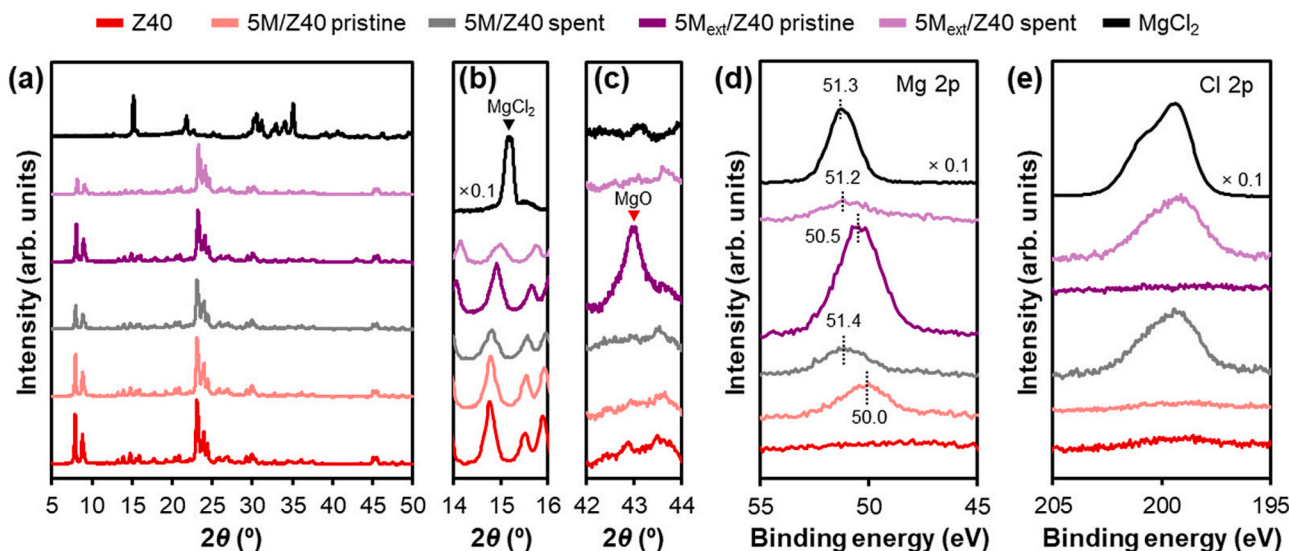 Z40 5M/Z40 pristine 5M/Z40 spent 5Mext/Z40 pristine 5Mext/Z40 spent MgCl2
(a) (b) (c) (d) Mg 2p (e) Cl 2p
Intensity (arb. units)
5 10 15 20 25 30 35 40 45 50
2θ (º)
MgCl2
×0.1
14 15 16
2θ (º)
MgO
42 43 44
2θ (º)
Intensity (arb. units)
51.3
× 0.1
51.2
50.5
51.4
50.0
55 50 45
Binding energy (eV)
Intensity (arb. units)
× 0.1
205 200 195
Binding energy (eV)